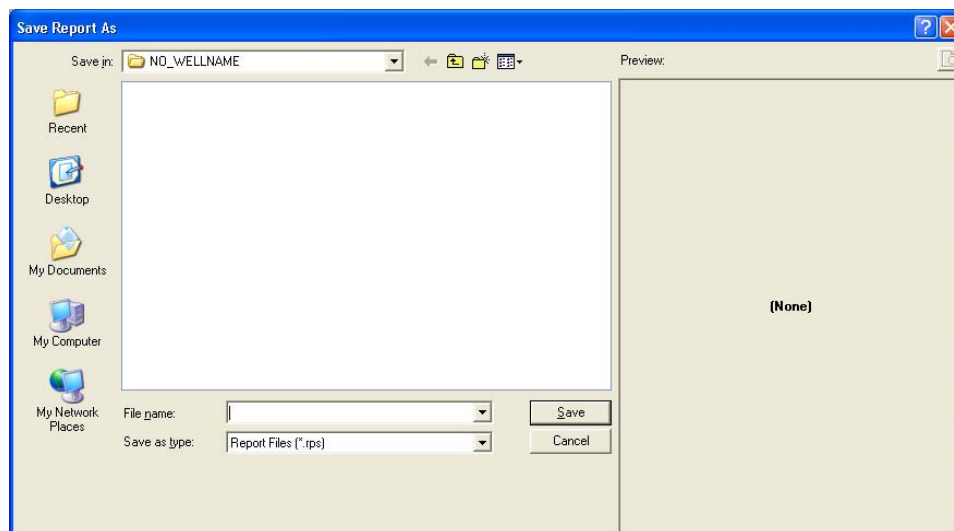 Save Report As
Save in: NO_WELLNAME
Preview:
Recent
Desktop
My Documents
My Computer
My Network
Places
(None)
File name:
Save
Save as type: Report Files (*.rps)
Cancel